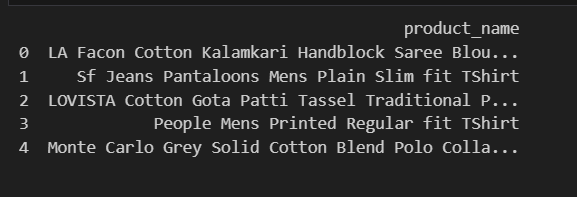 product_name
0 LA Facon Cotton Kalamkari Handblock Saree Blou...
1 Sf Jeans Pantaloons Mens Plain Slim fit TShirt
2 LOVISTA Cotton Gota Patti Tassel Traditional P...
3 People Mens Printed Regular fit TShirt
4 Monte Carlo Grey Solid Cotton Blend Polo Colla...